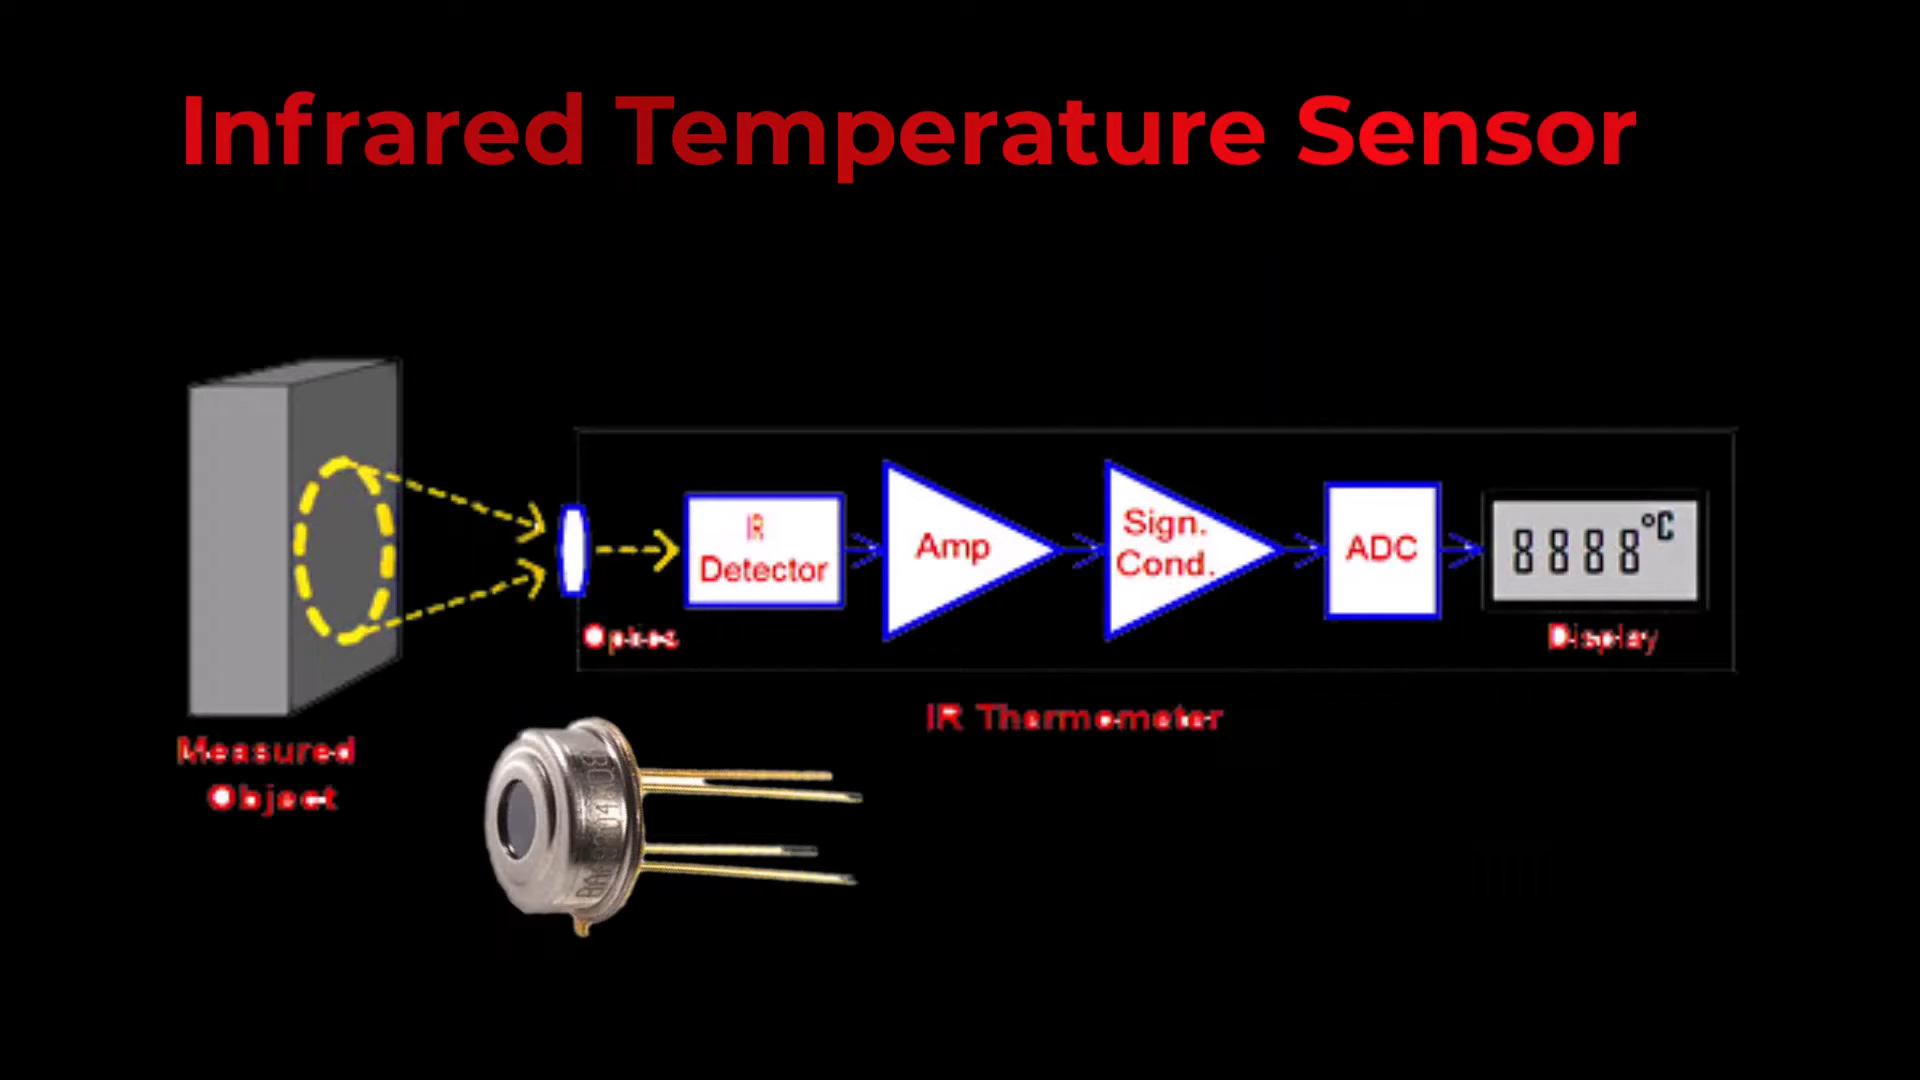 Infrared Temperature Sensor
IR
Detector
Amp
Sign.
Cond.
ADC
8888°C
Optics
Display
IR Thermometer
Measured
Object